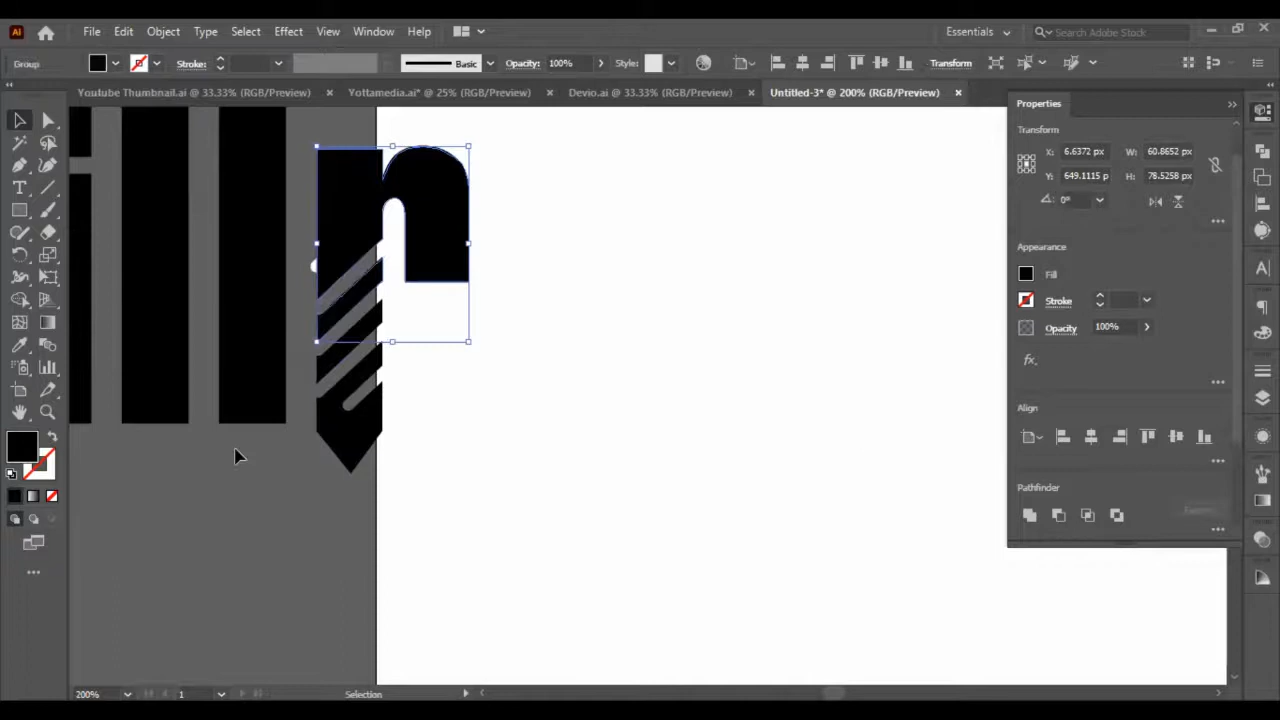 Ai File Edit Object Type Select Effect View Window Help Essentials Search Adobe Stock
Group Stroke: Basic Opacity: 100% Style: Transform
Youtube Thumbnail.ai @ 33.33% (RGB/Preview) × Yottamedia.ai* @ 25% (RGB/Preview) × Devio.ai @ 33.33% (RGB/Preview) × Untitled-3* @ 200% (RGB/Preview) ×
Properties
Transform
X: 6.6372 px W: 60.8652 px
Y: 649.1115 p H: 78.5258 px
0°
Appearance
Fill
Stroke
Opacity 100%
fx
Align
Pathfinder
200% 1 Selection